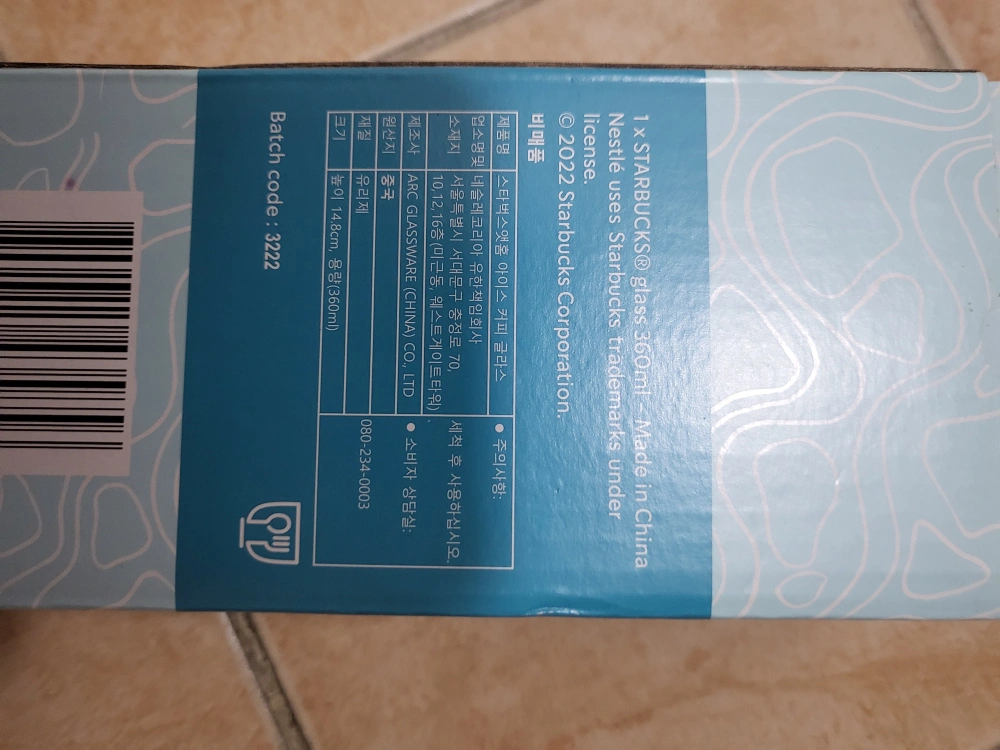 1 x STARBUCKS® glass 360ml - Made in China
Nestlé uses Starbucks trademarks under
license.
© 2022 Starbucks Corporation.
비매품
제품명 스타벅스앳홈 아이스 커피 글라스
업소명및 네슬레코리아 유한책임회사
소재지 서울특별시 서대문구 충정로 70,
10,12,16층(미근동, 웨스트게이트타워)
제조사 ARC GLASSWARE (CHINA) CO., LTD
원산지 중국
재질 유리제
크기 높이 14.8cm, 용량(360ml)
● 주의사항:
세척 후 사용하십시오.
● 소비자 상담실:
080-234-0003
Batch code : 3222